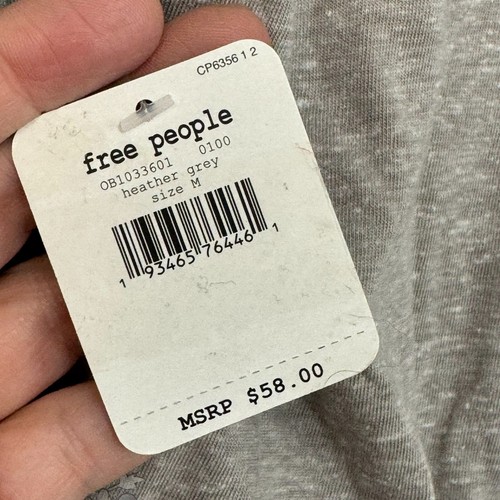 CP6356 1 2
free people
OB1033601 0100
heather grey
size M
1 93465 76446 1
MSRP $58.00